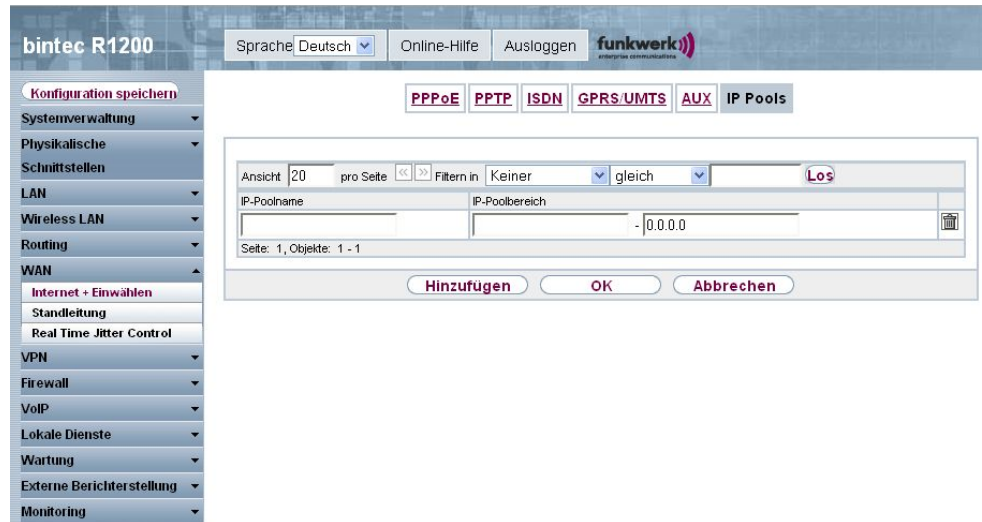 bintec R1200
Sprache Deutsch
Online-Hilfe
Ausloggen
funkwerk
enterprise communications
Konfiguration speichern
Systemverwaltung
Physikalische
Schnittstellen
LAN
Wireless LAN
Routing
WAN
Internet + Einwählen
Standleitung
Real Time Jitter Control
VPN
Firewall
VoIP
Lokale Dienste
Wartung
Externe Berichterstellung
Monitoring
PPPoE PPTP ISDN GPRS/UMTS AUX IP Pools
Ansicht 20 pro Seite << >> Filtern in Keiner gleich Los
IP-Poolname IP-Poolbereich
- 0.0.0.0
Seite: 1, Objekte: 1 - 1
Hinzufügen OK Abbrechen